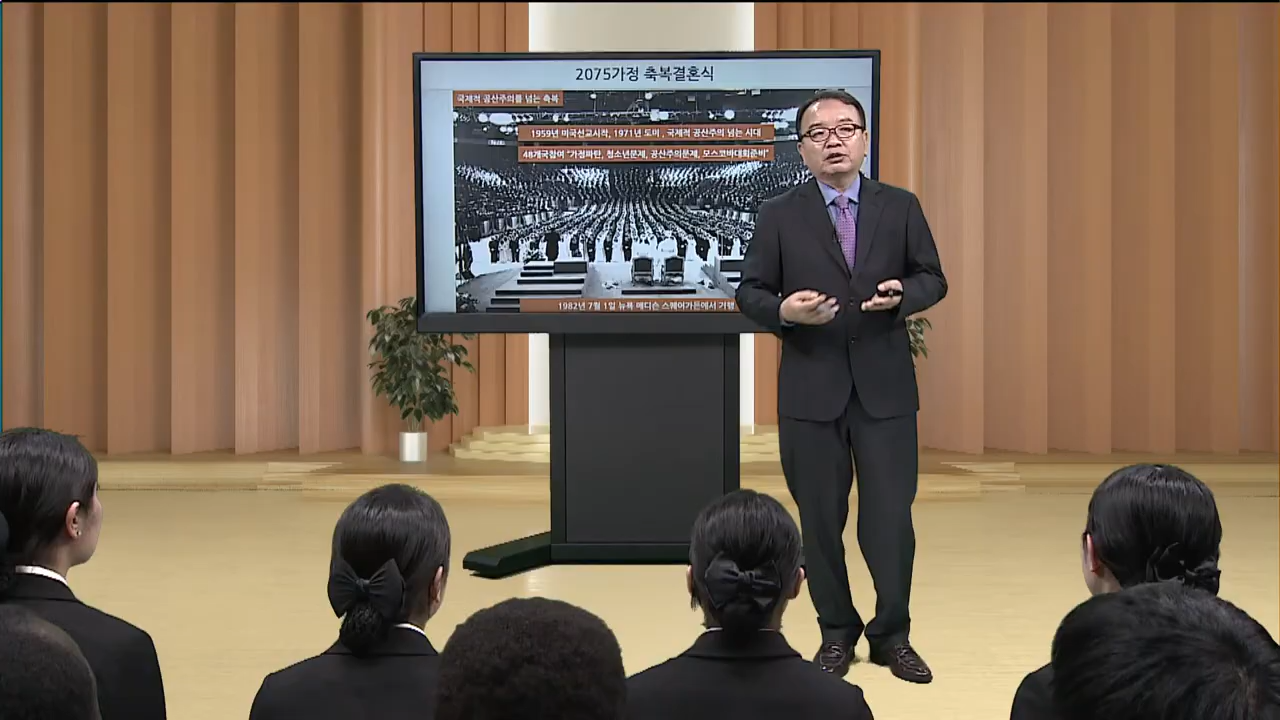 2075가정 축복결혼식
국제적 공산주의를 넘는 축복
1959년 미국선교시작, 1971년 도미 , 국제적 공산주의 넘는 시대
48개국참여 "가정파탄, 청소년문제, 공산주의문제, 모스코바대회준비"
1982년 7월 1일 뉴욕 메디슨 스퀘어가든에서 거행